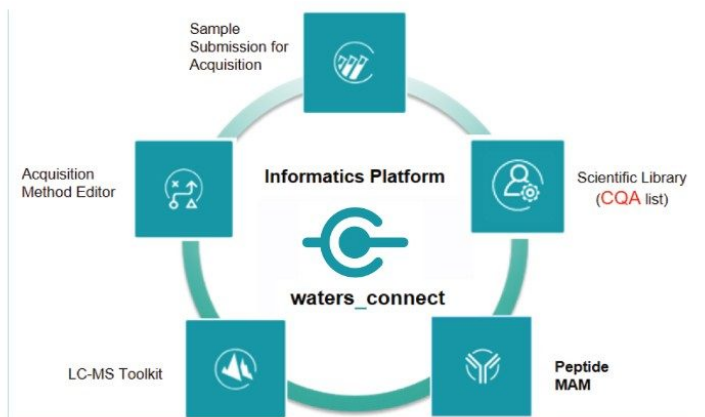 Sample
Submission for
Acquisition
Acquisition
Method Editor
Informatics Platform
Scientific Library
(CQA list)
waters_connect
LC-MS Toolkit
Peptide
MAM